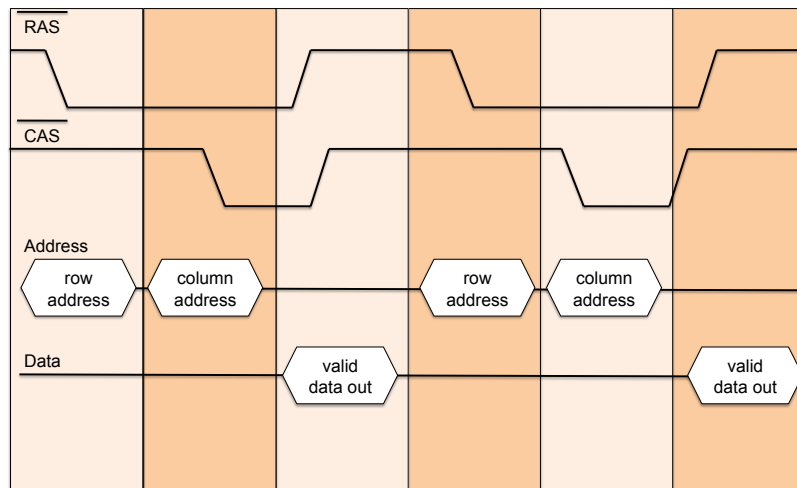 RAS
CAS
Address
row
address
column
address
row
address
column
address
Data
valid
data out
valid
data out